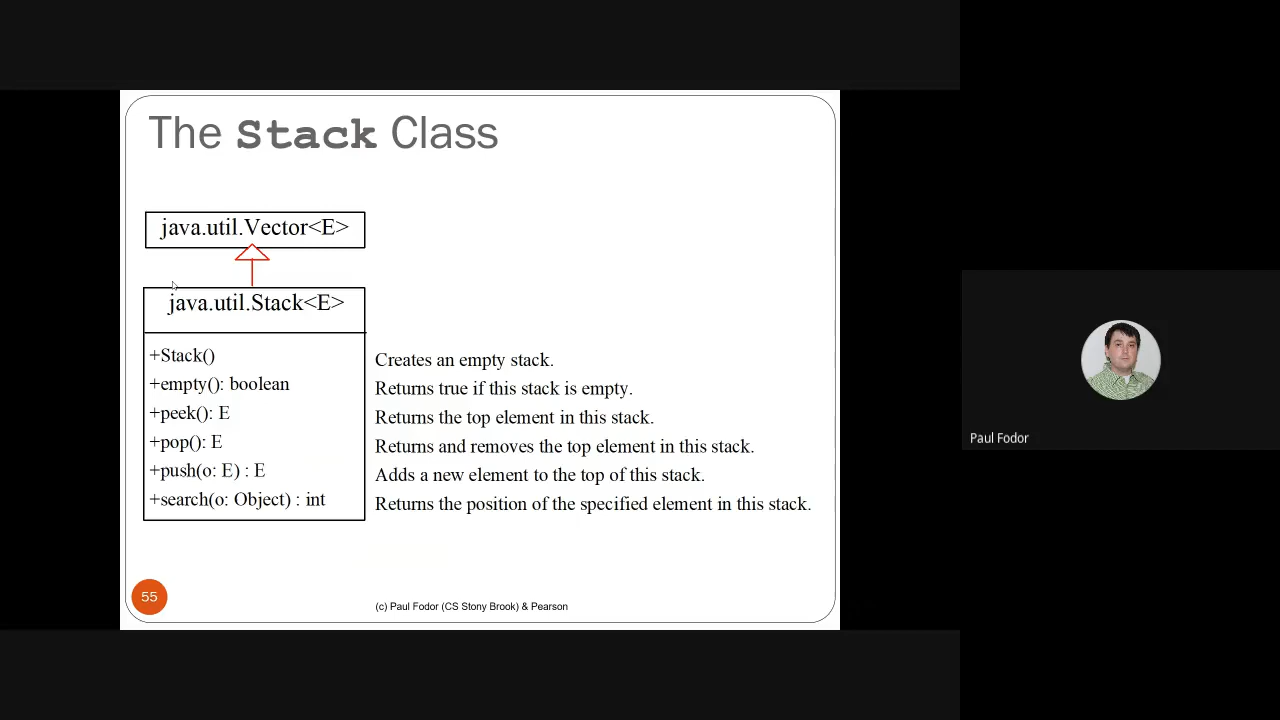 The Stack Class
java.util.Vector<E>
java.util.Stack<E>
+Stack()
Creates an empty stack.
+empty(): boolean
Returns true if this stack is empty.
+peek(): E
Returns the top element in this stack.
+pop(): E
Returns and removes the top element in this stack.
+push(o: E) : E
Adds a new element to the top of this stack.
+search(o: Object) : int
Returns the position of the specified element in this stack.
55
(c) Paul Fodor (CS Stony Brook) & Pearson
Paul Fodor